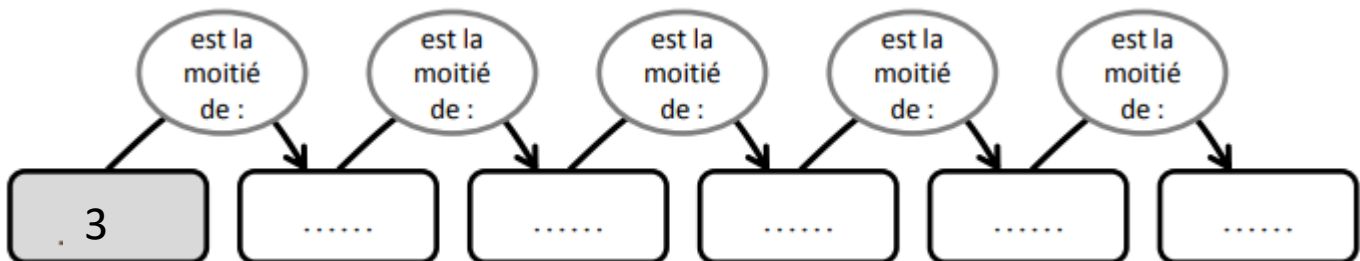 est la
moitié
de :
est la
moitié
de :
est la
moitié
de :
est la
moitié
de :
est la
moitié
de :
. 3
......
......
......
......
......